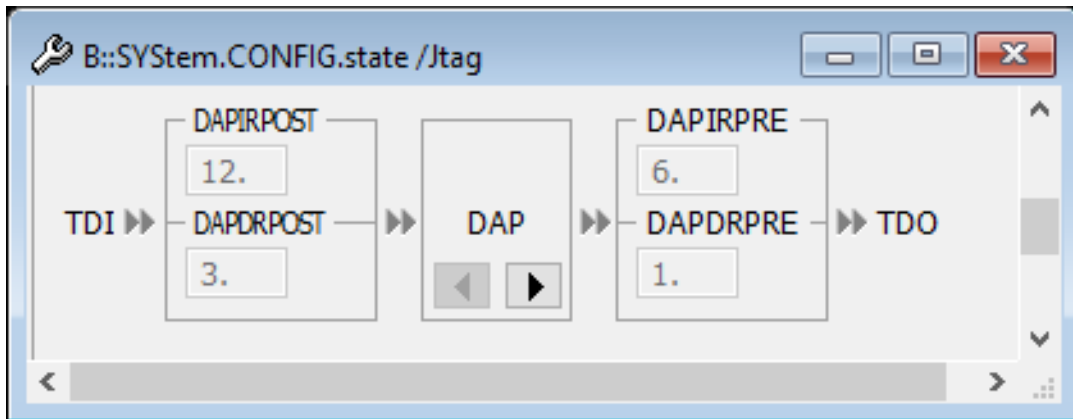 B::SYStem.CONFIG.state /Jtag
DAPIRPOST
12.
DAPIRPRE
6.
TDI
DAPDRPOST
3.
DAP
DAPDRPRE
1.
TDO